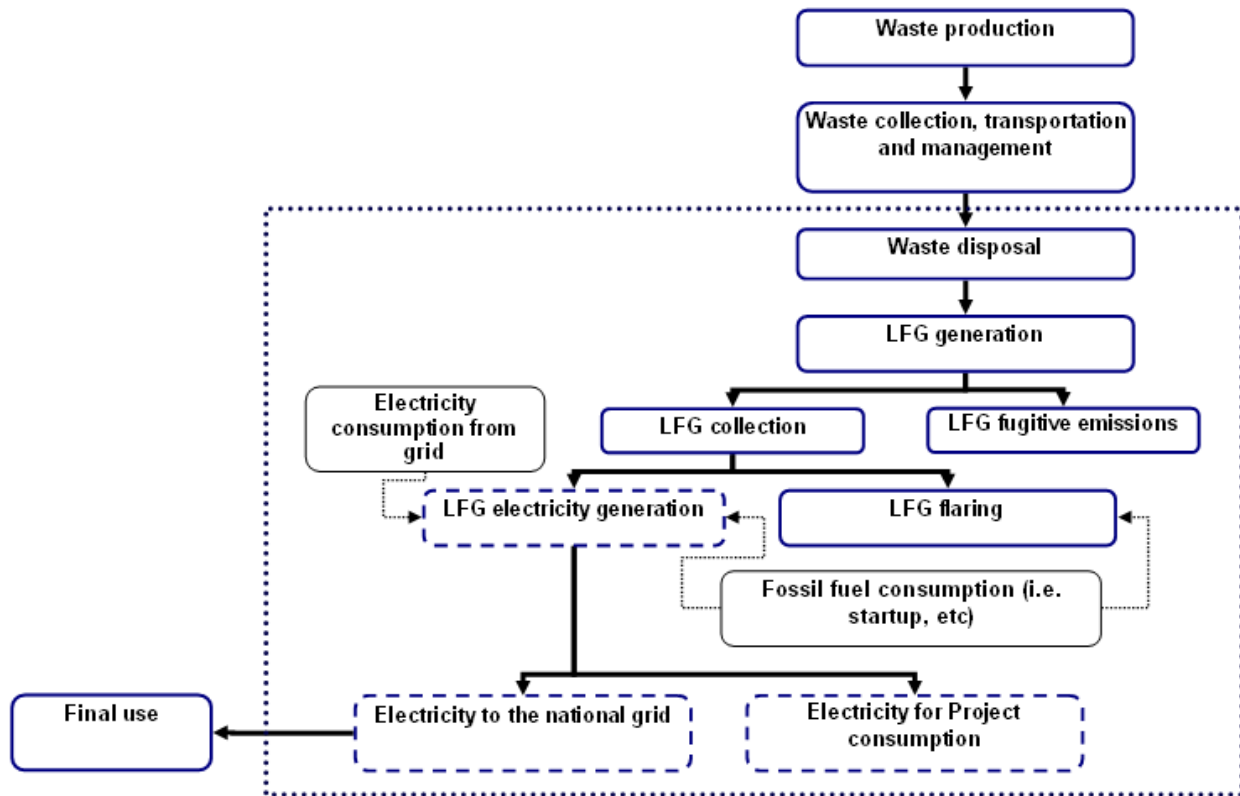 Waste production
Waste collection, transportation
and management
Waste disposal
LFG generation
Electricity
consumption from
grid
LFG collection
LFG fugitive emissions
LFG electricity generation
LFG flaring
Fossil fuel consumption (i.e.
startup, etc)
Final use
Electricity to the national grid
Electricity for Project
consumption